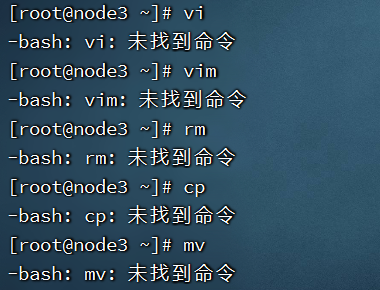 [root@node3 ~]# vi
-bash: vi: 未找到命令
[root@node3 ~]# vim
-bash: vim: 未找到命令
[root@node3 ~]# rm
-bash: rm: 未找到命令
[root@node3 ~]# cp
-bash: cp: 未找到命令
[root@node3 ~]# mv
-bash: mv: 未找到命令